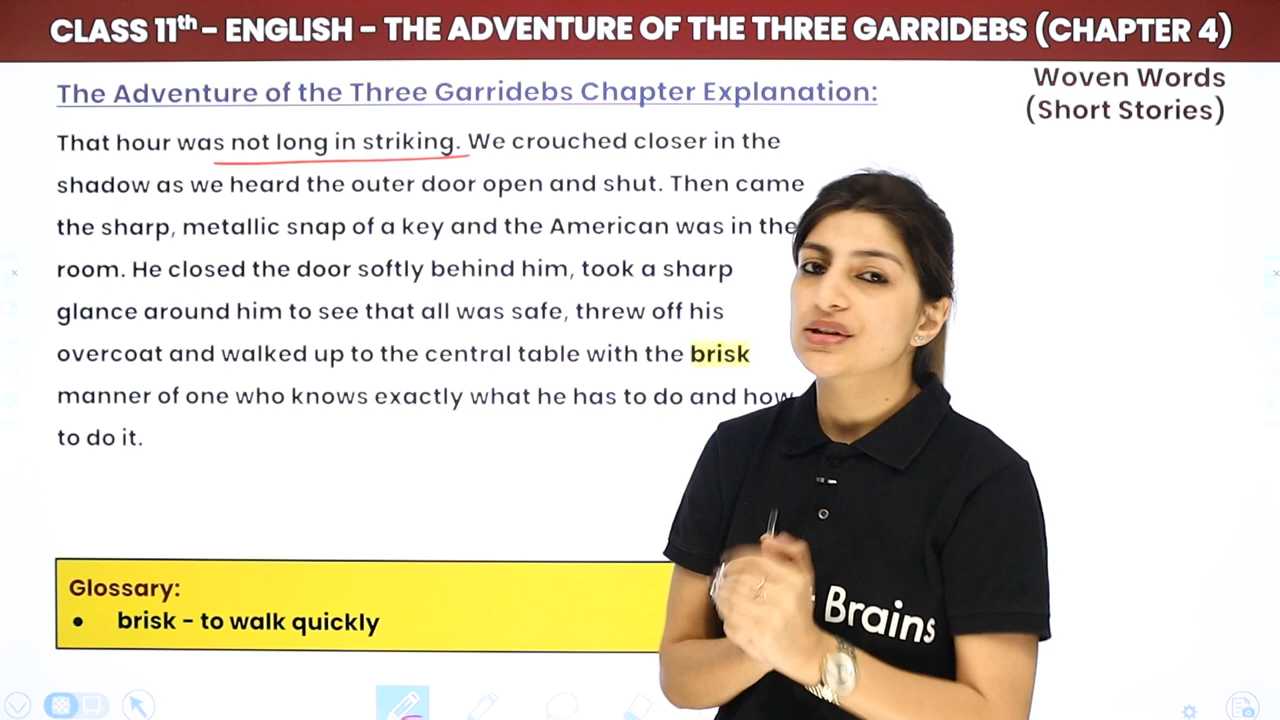 CLASS 11th - ENGLISH - THE ADVENTURE OF THE THREE GARRIDEBS (CHAPTER 4)
Woven Words
(Short Stories)
The Adventure of the Three Garridebs Chapter Explanation:
That hour was not long in striking. We crouched closer in the
shadow as we heard the outer door open and shut. Then came
the sharp, metallic snap of a key and the American was in the
room. He closed the door softly behind him, took a sharp
glance around him to see that all was safe, threw off his
overcoat and walked up to the central table with the brisk
manner of one who knows exactly what he has to do and how
to do it.
Glossary:
• brisk - to walk quickly
Brains